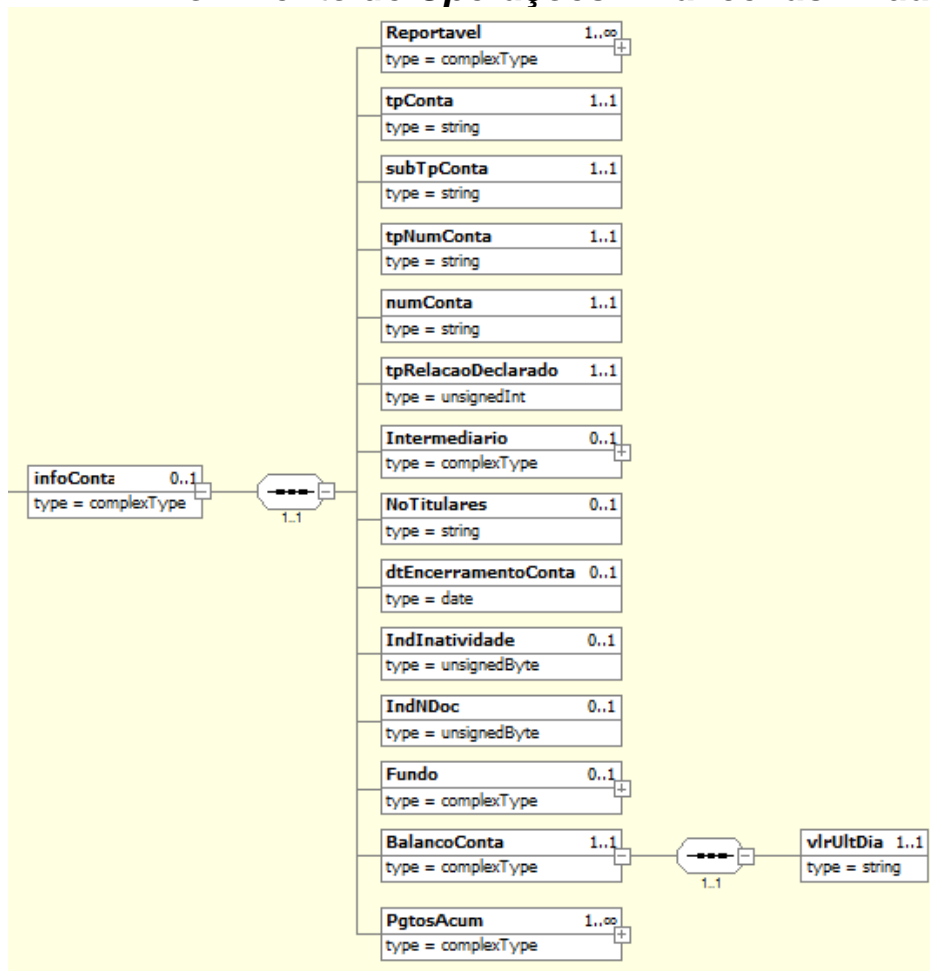 Reportavel 1..∞
type = complexType
tpConta 1..1
type = string
subTpConta 1..1
type = string
tpNumConta 1..1
type = string
numConta 1..1
type = string
tpRelacaoDeclarado 1..1
type = unsignedInt
Intermediario 0..1
type = complexType
infoConta 0..1
type = complexType
1..1
NoTitulares 0..1
type = string
dtEncerramentoConta 0..1
type = date
IndInatividade 0..1
type = unsignedByte
IndNDoc 0..1
type = unsignedByte
Fundo 0..1
type = complexType
BalancoConta 1..1
type = complexType
1..1
vlrUltDia 1..1
type = string
PgtosAcum 1..∞
type = complexType